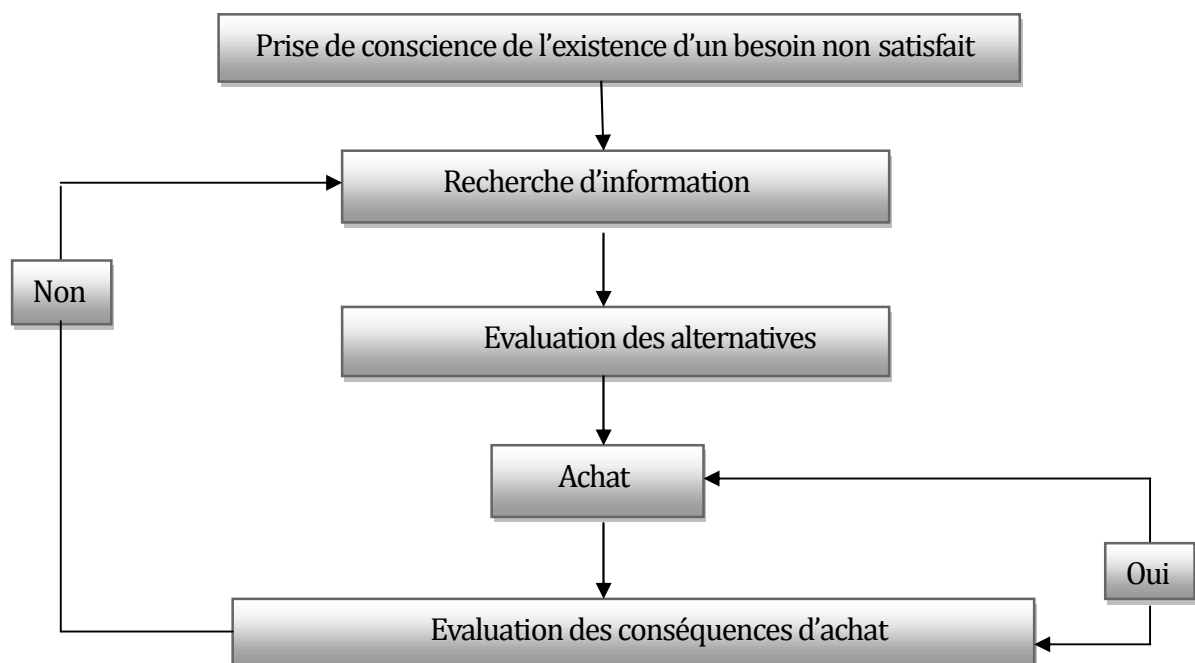 Prise de conscience de l’existence d’un besoin non satisfait
Recherche d’information
Non
Evaluation des alternatives
Achat
Oui
Evaluation des conséquences d’achat